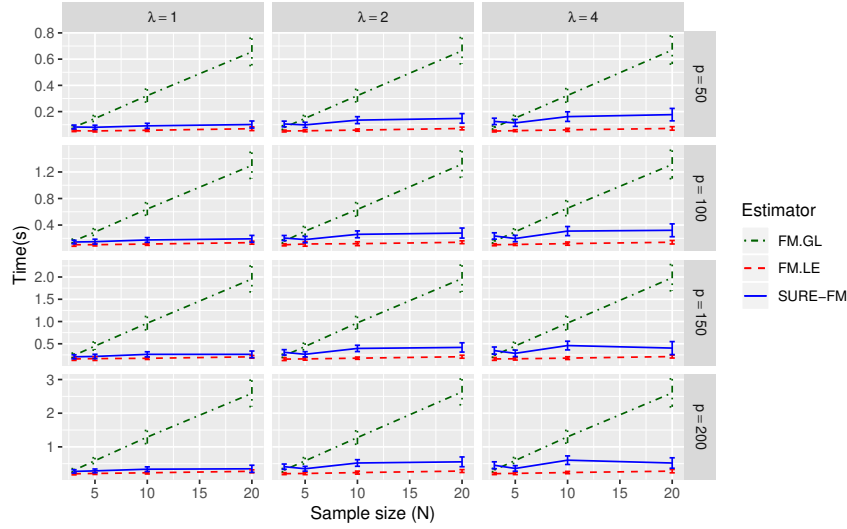 λ = 1
λ = 2
λ = 4
0.8
0.6
0.4
0.2
p = 50
1.2
0.8
0.4
p = 100
2.0
1.5
1.0
0.5
p = 150
3
2
1
p = 200
5 10 15 20
5 10 15 20
5 10 15 20
Time(s)
Sample size (N)
Estimator
FM.GL
FM.LE
SURE−FM